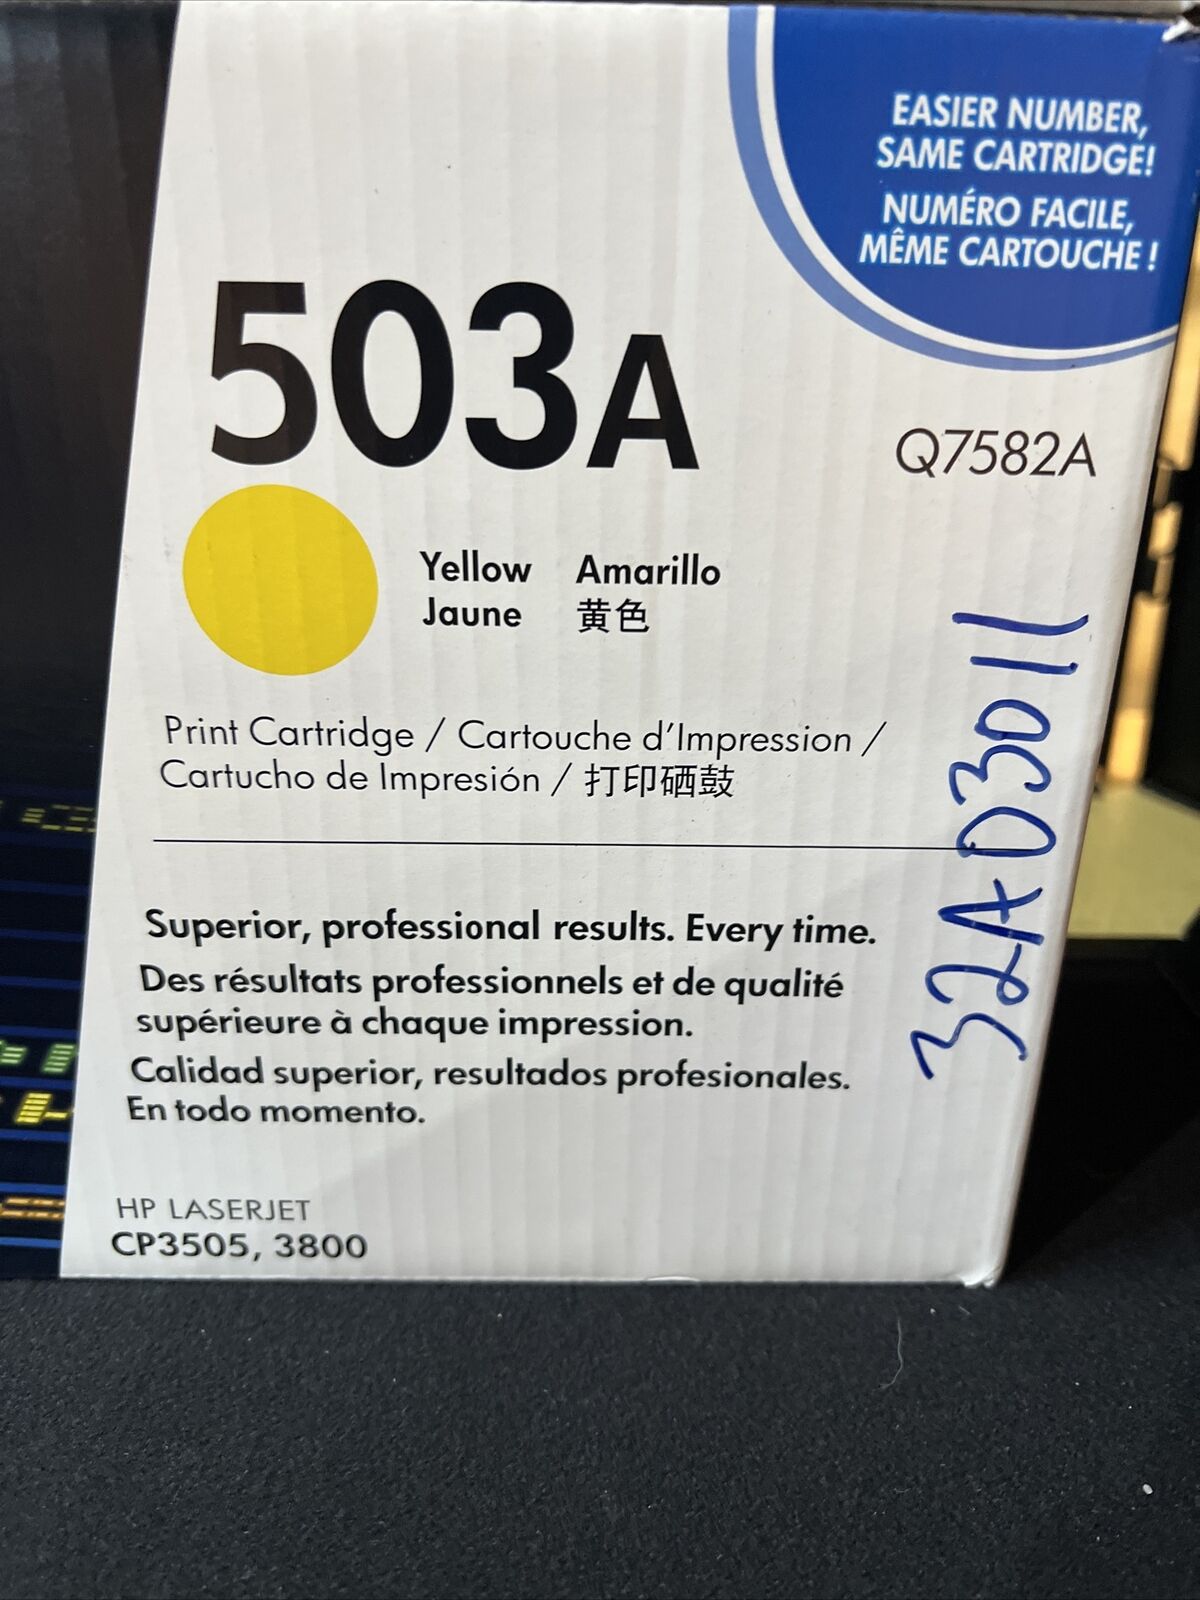 EASIER NUMBER,
SAME CARTRIDGE!
NUMÉRO FACILE,
MÊME CARTOUCHE !
503A
Q7582A
Yellow Amarillo
Jaune 黄色
Print Cartridge / Cartouche d'Impression /
Cartucho de Impresión / 打印硒鼓
Superior, professional results. Every time.
Des résultats professionnels et de qualité
supérieure à chaque impression.
Calidad superior, resultados profesionales.
En todo momento.
HP LASERJET
CP3505, 3800
32AD3011